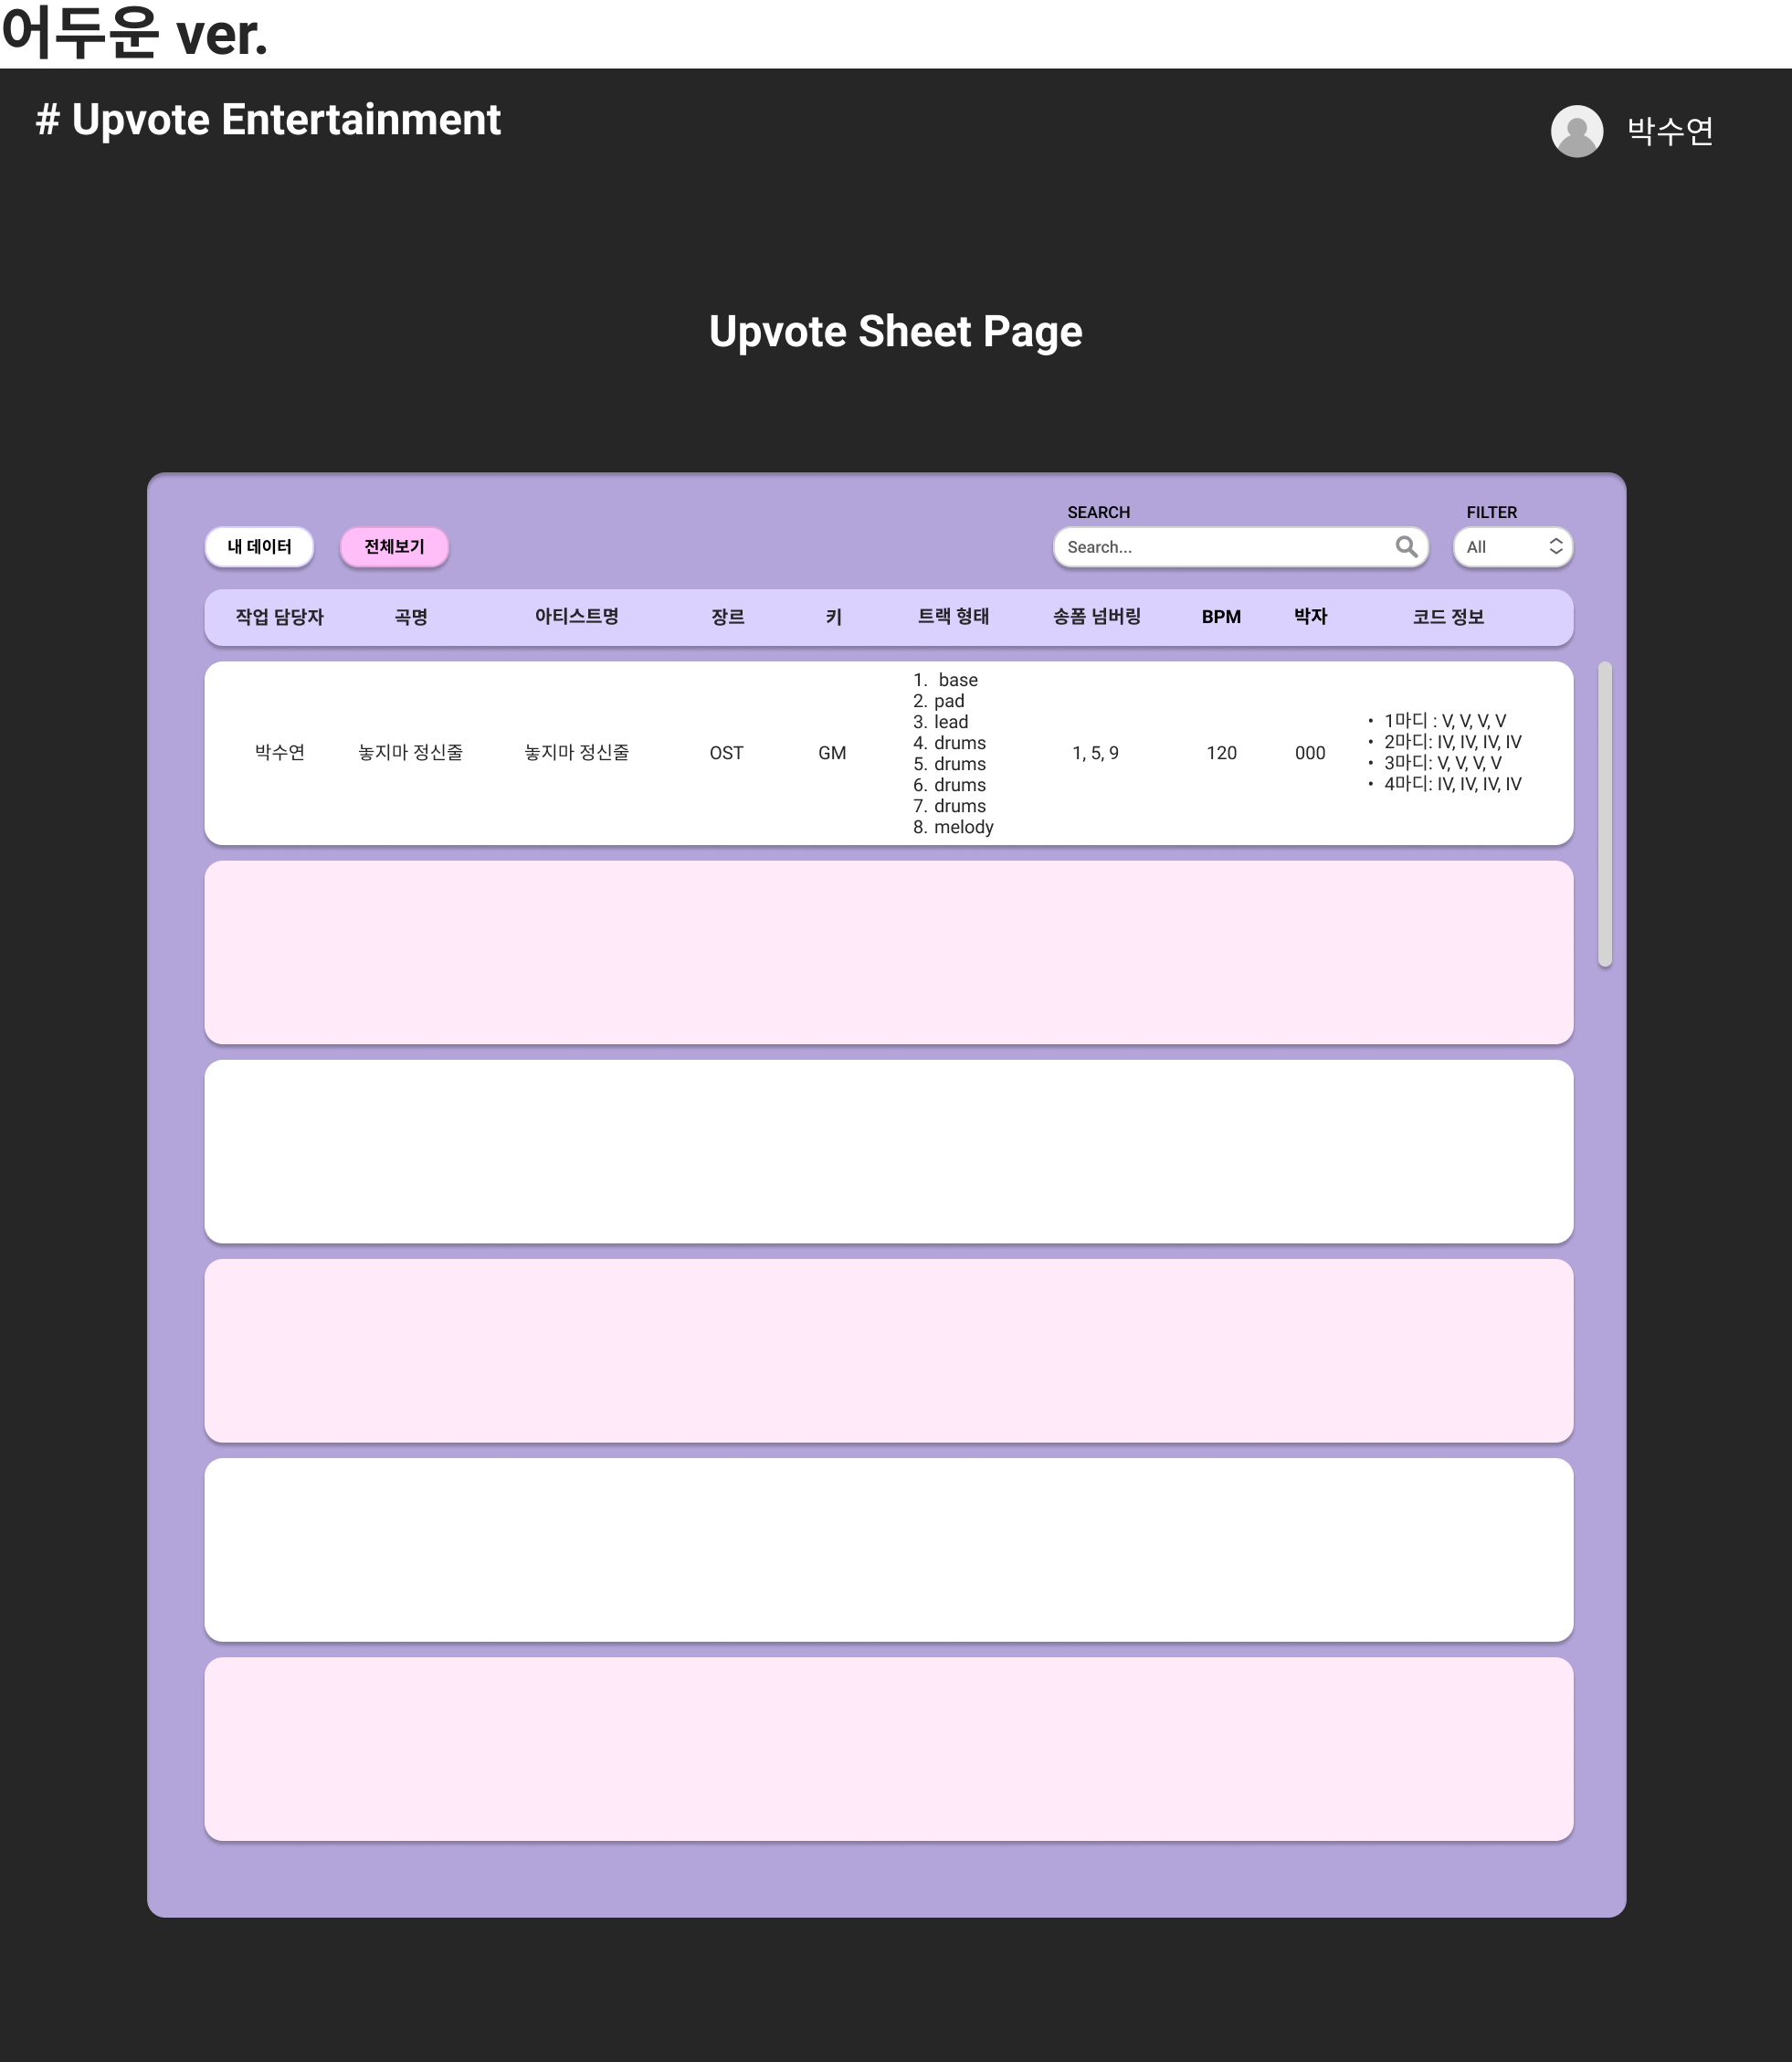 어두운 ver.
# Upvote Entertainment
박수연
Upvote Sheet Page
SEARCH
FILTER
내 데이터
전체보기
Search...
All
작업 담당자 곡명 아티스트명 장르 키 트랙 형태 송폼 넘버링 BPM 박자 코드 정보
박수연 놓지마 정신줄 놓지마 정신줄 OST GM
1. base
2. pad
3. lead
4. drums
5. drums
6. drums
7. drums
8. melody
1, 5, 9 120 000
• 1마디 : V, V, V, V
• 2마디: IV, IV, IV, IV
• 3마디: V, V, V, V
• 4마디: IV, IV, IV, IV